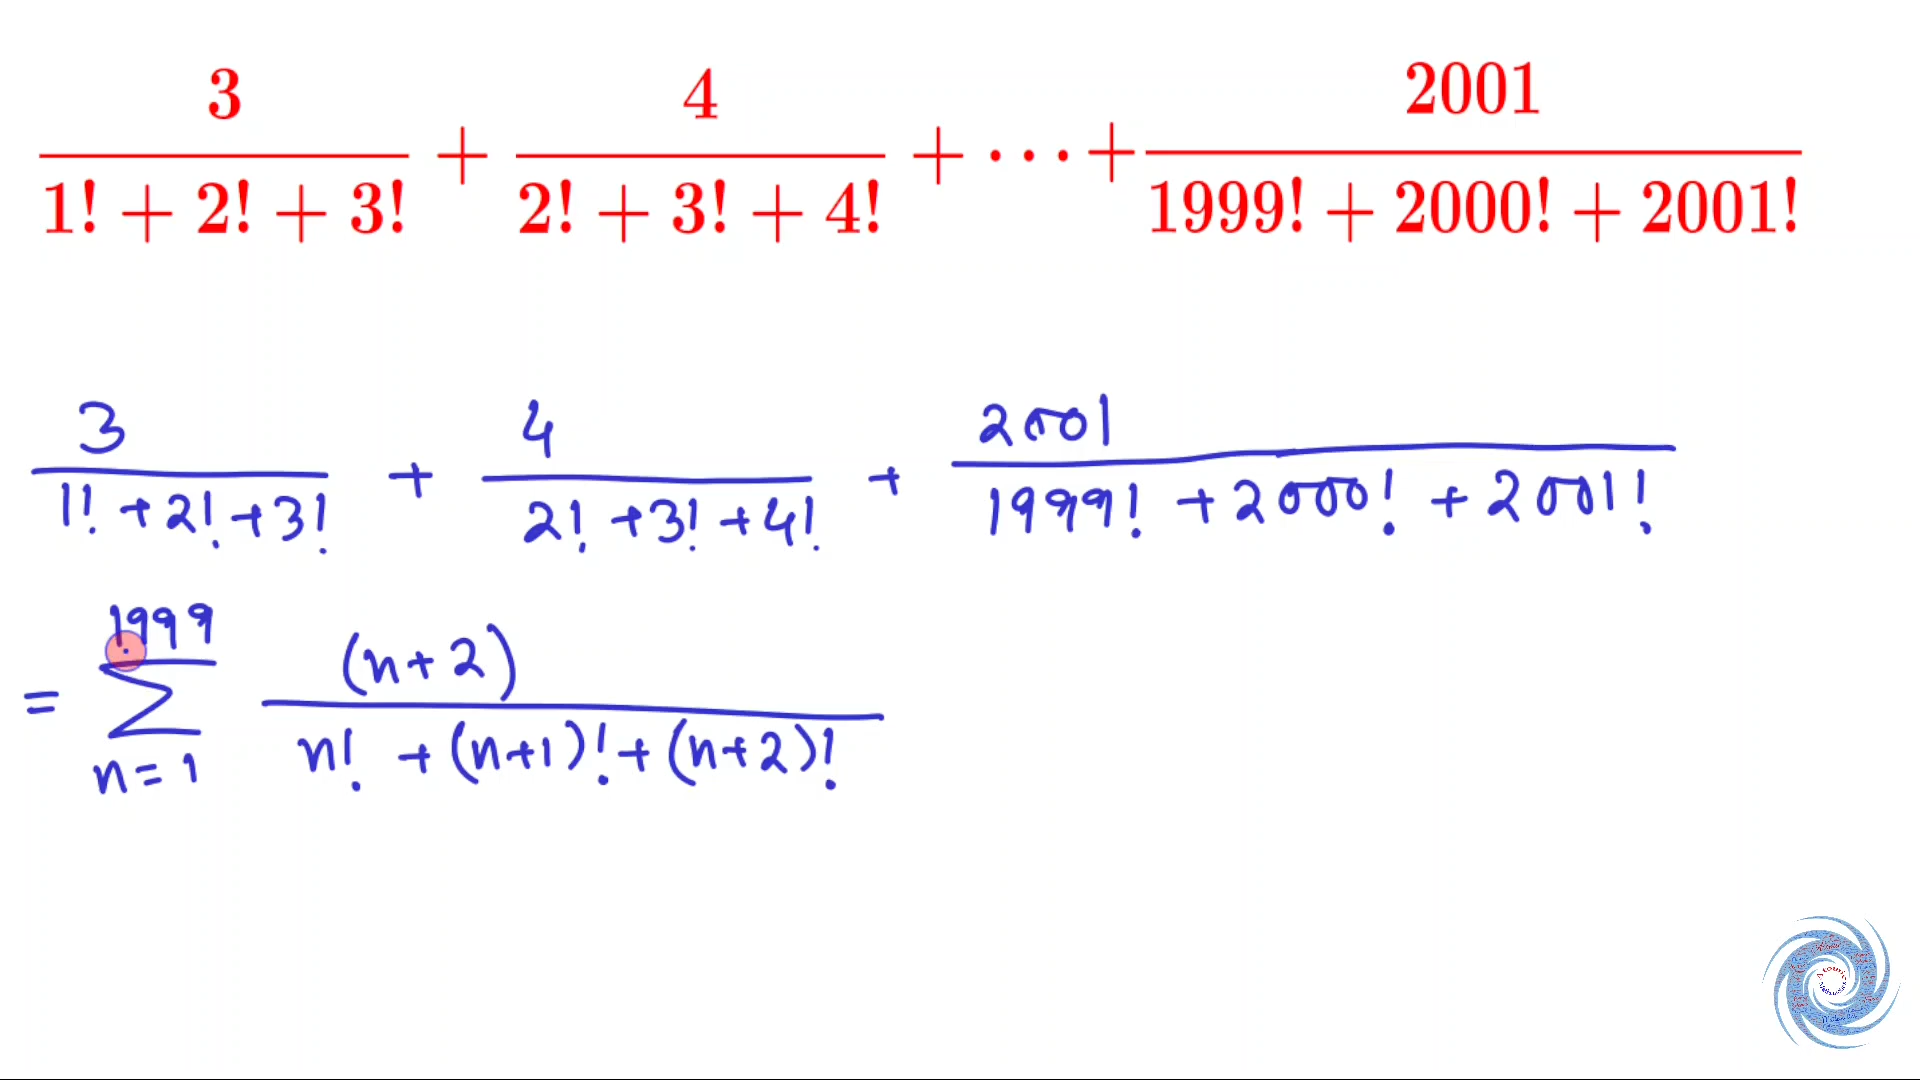 3/(1! + 2! + 3!) + 4/(2! + 3! + 4!) + ⋯ + 2001/(1999! + 2000! + 2001!)
3/(1! + 2! + 3!) + 4/(2! + 3! + 4!) + 2001/(1999! + 2000! + 2001!)
= ∑_{n=1}^{1999} (n+2)/(n! + (n+1)! + (n+2)!)